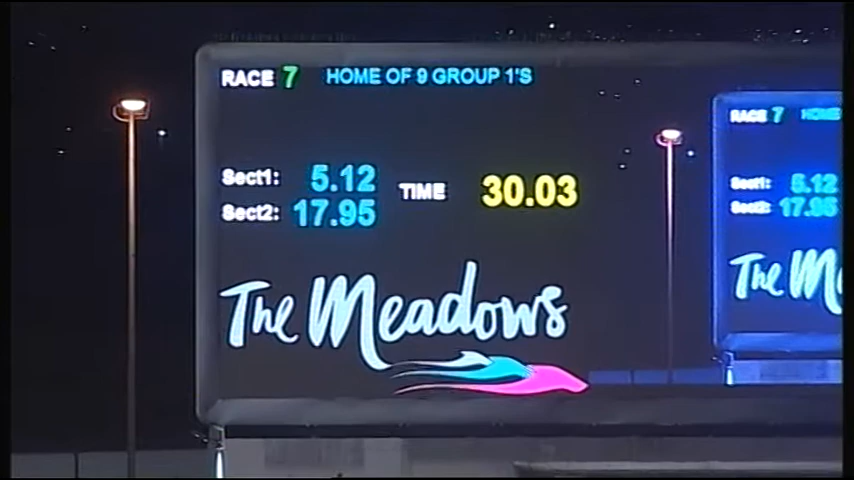 RACE 7 HOME OF 9 GROUP 1'S
Sect1: 5.12
Sect2: 17.95
TIME 30.03
The Meadows
RACE 7 HOME
Sect1: 5.12
Sect2: 17.95
The M